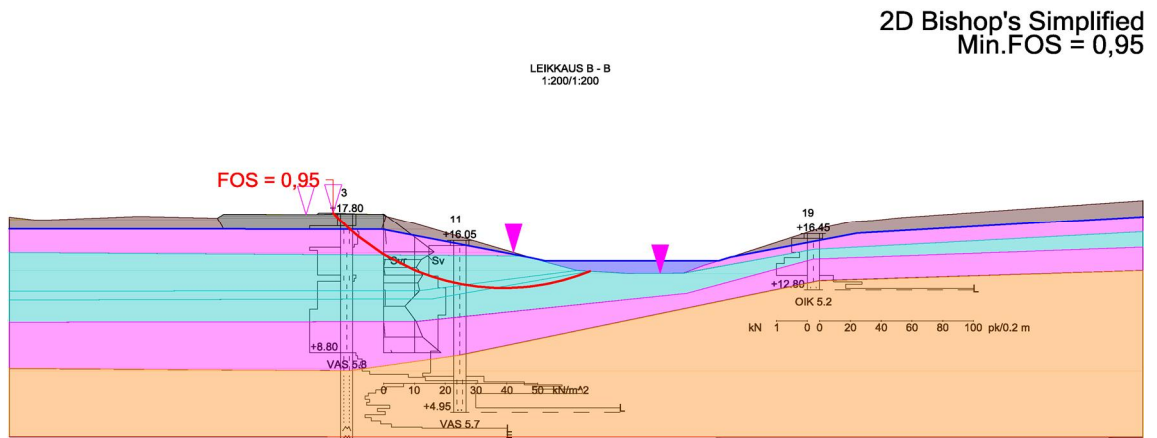 2D Bishop's Simplified
Min.FOS = 0,95
LEIKKAUS B - B
1:200/1:200
FOS = 0,95
3
+17.80
11
+16.05
19
+16.45
Sv
+12.80
OIK 5.2
kN 1 0 0 20 40 60 80 100 pk/0.2 m
+8.80
VAS 5.8
0 10 20 30 40 50 kN/m^2
+4.95
VAS 5.7